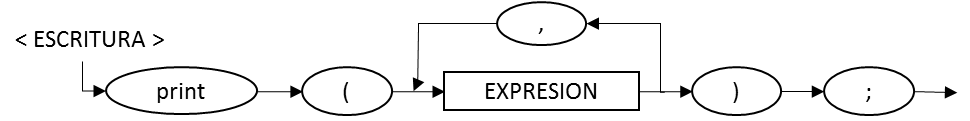 ,
< ESCRITURA >
print ( EXPRESION ) ;